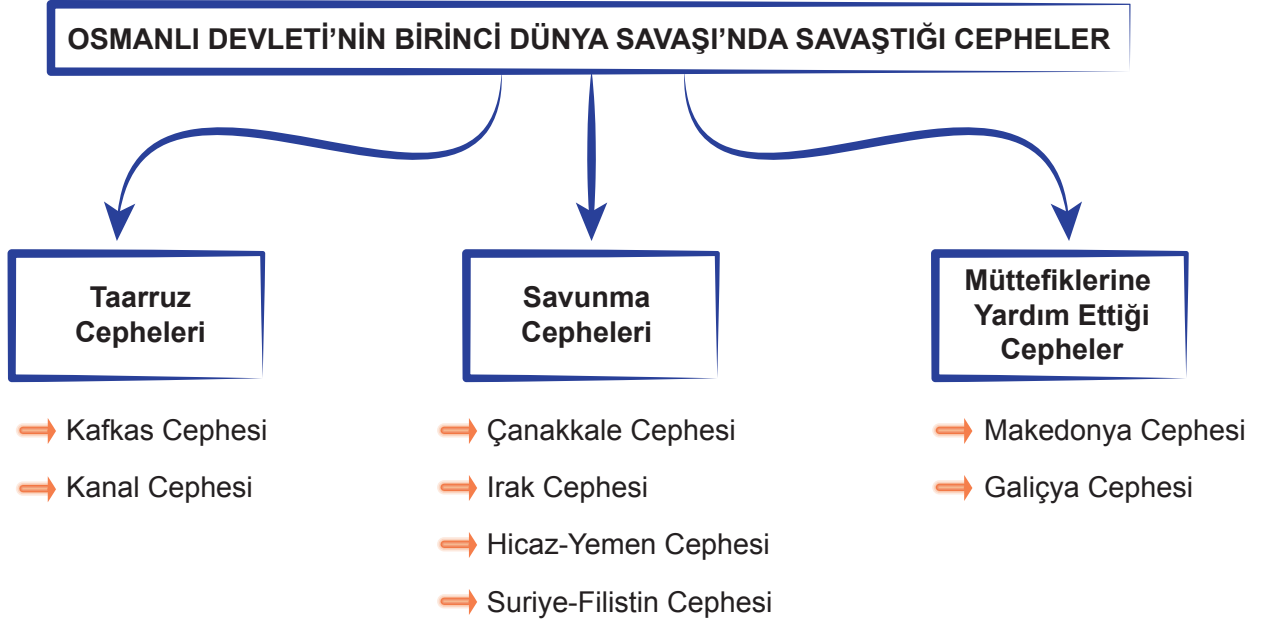 OSMANLI DEVLETİ’NİN BİRİNCİ DÜNYA SAVAŞI’NDA SAVAŞTIĞI CEPHELER
Taarruz
Cepheleri
Kafkas Cephesi
Kanal Cephesi
Savunma
Cepheleri
Çanakkale Cephesi
Irak Cephesi
Hicaz-Yemen Cephesi
Suriye-Filistin Cephesi
Müttefiklerine
Yardım Ettiği
Cepheler
Makedonya Cephesi
Galiçya Cephesi